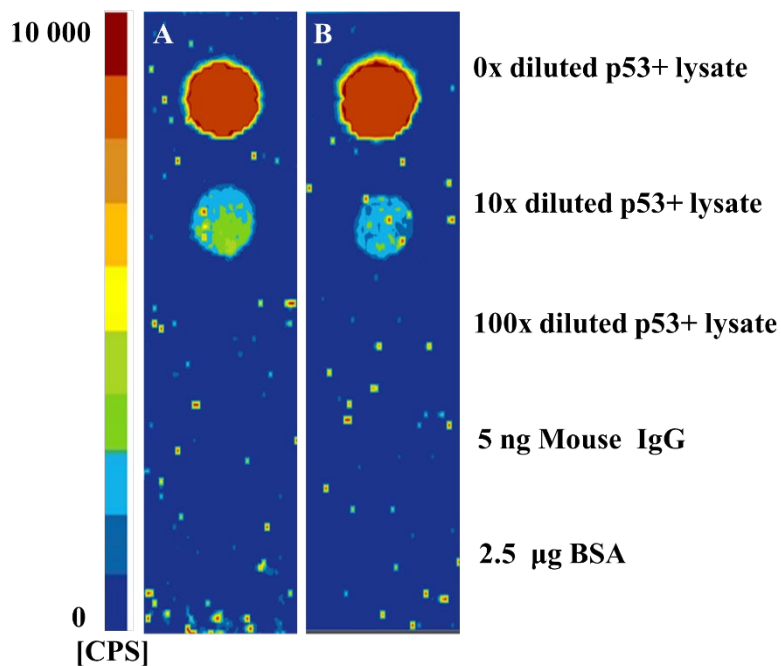 10 000
A
B
0x diluted p53+ lysate
10x diluted p53+ lysate
100x diluted p53+ lysate
5 ng Mouse IgG
2.5 µg BSA
0
[CPS]